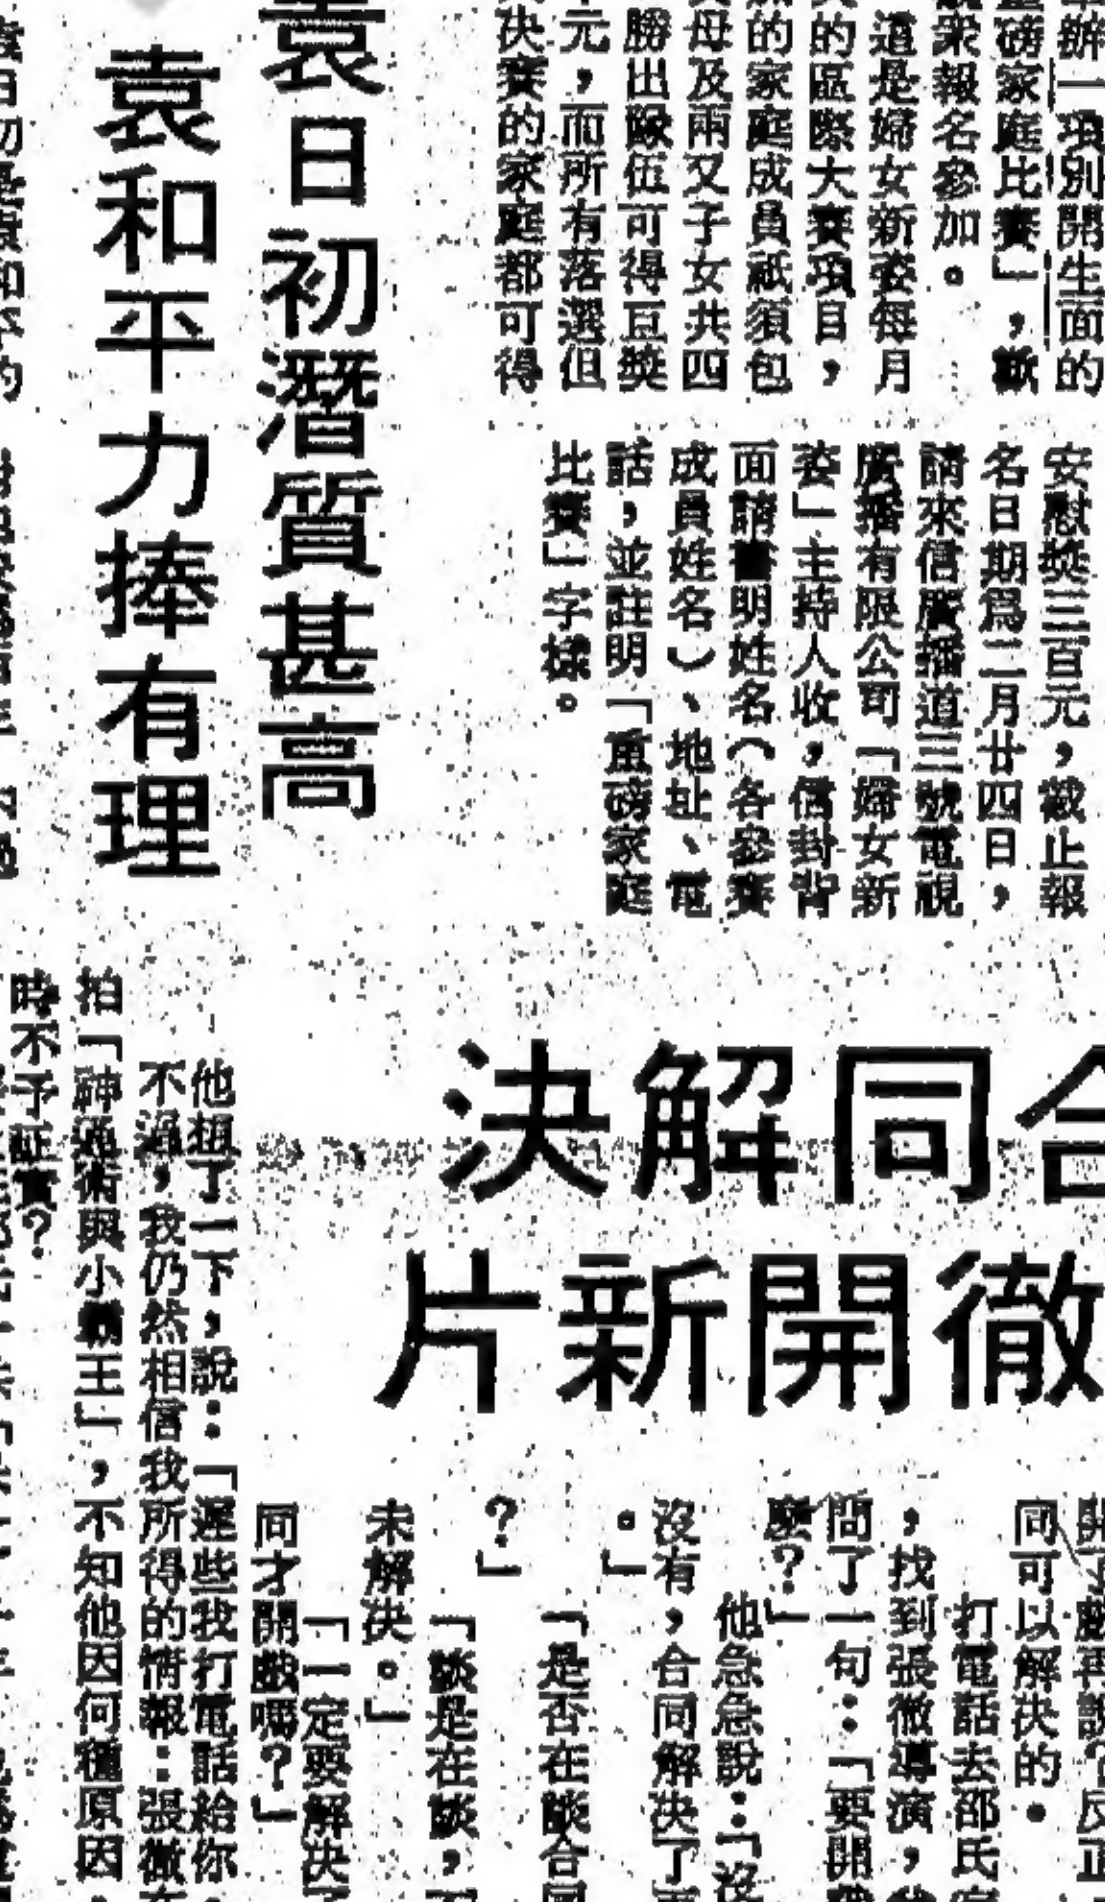 舉辦一項別開生面的
重磅家庭比賽」，歡
衆報名參加。
這是婦女新姿每月
的區際大賽項目，
的家庭成員祇須包
母及兩又子女共四
勝出隊伍可得豆獎
元，而所有落選但
決賽的家庭都可得
安慰獎三百元，截止報
名日期爲二月廿四日，
請來信廣播道三號電視
廣播有限公司「婦女新
姿」主持人收，信封背
面請書明姓名（各參賽
成員姓名）、地址、電
話，並註明「重磅家庭
比賽」字樣。
袁日初潛質甚高
袁和平力捧有理
合同解決
徹開新片
開了戲再說？反正
同可以解決的。
打電話去邵氏
，找到張徹導演，
問了一句：「要開
麼？」
他急急說：「沒
沒有，合同解決了再
。」
「是否在談合同
？」
「談是在談，
未解決。」
「一定要解決了
同才開戲嗎？」
他想了一下，說：「遲些我打電話給你。
不過，我仍然相信我所得的情報：張徹在
拍「神通術與小霸王」，不知他因何種原因，
時不予証實？